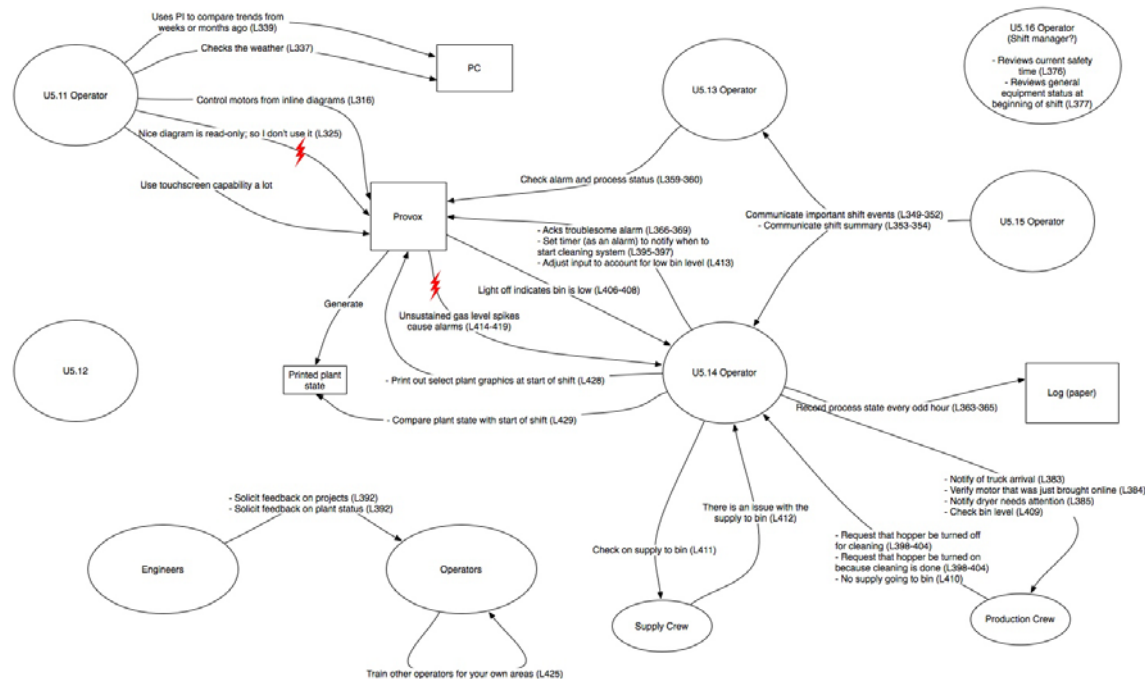 Uses PI to compare trends from
weeks or months ago (L339)
Checks the weather (L337)
PC
U5.11 Operator
Control motors from inline diagrams (L316)
Nice diagram is read-only; so I don't use it (L325)
Use touchscreen capability a lot
U5.13 Operator
U5.16 Operator
(Shift manager?)
- Reviews current safety
time (L376)
- Reviews general
equipment status at
beginning of shift (L377)
Check alarm and process status (L359-360)
Provox
Communicate important shift events (L349-352)
- Communicate shift summary (L353-354)
U5.15 Operator
- Acks troublesome alarm (L366-369)
- Set timer (as an alarm) to notify when to
start cleaning system (L395-397)
- Adjust input to account for low bin level (L413)
Light off indicates bin is low (L406-408)
Generate
Unsustained gas level spikes
cause alarms (L414-419)
U5.12
Printed plant
state
- Print out select plant graphics at start of shift (L428)
U5.14 Operator
- Compare plant state with start of shift (L429)
Record process state every odd hour (L363-365)
Log (paper)
- Notify of truck arrival (L383)
- Verify motor that was just brought online (L384)
- Notify dryer needs attention (L385)
- Check bin level (L409)
- Solicit feedback on projects (L392)
- Solicit feedback on plant status (L392)
There is an issue with the
supply to bin (L412)
Check on supply to bin (L411)
- Request that hopper be turned off
for cleaning (L398-404)
- Request that hopper be turned on
because cleaning is done (L398-404)
- No supply going to bin (L410)
Engineers
Operators
Supply Crew
Production Crew
Train other operators for your own areas (L425)